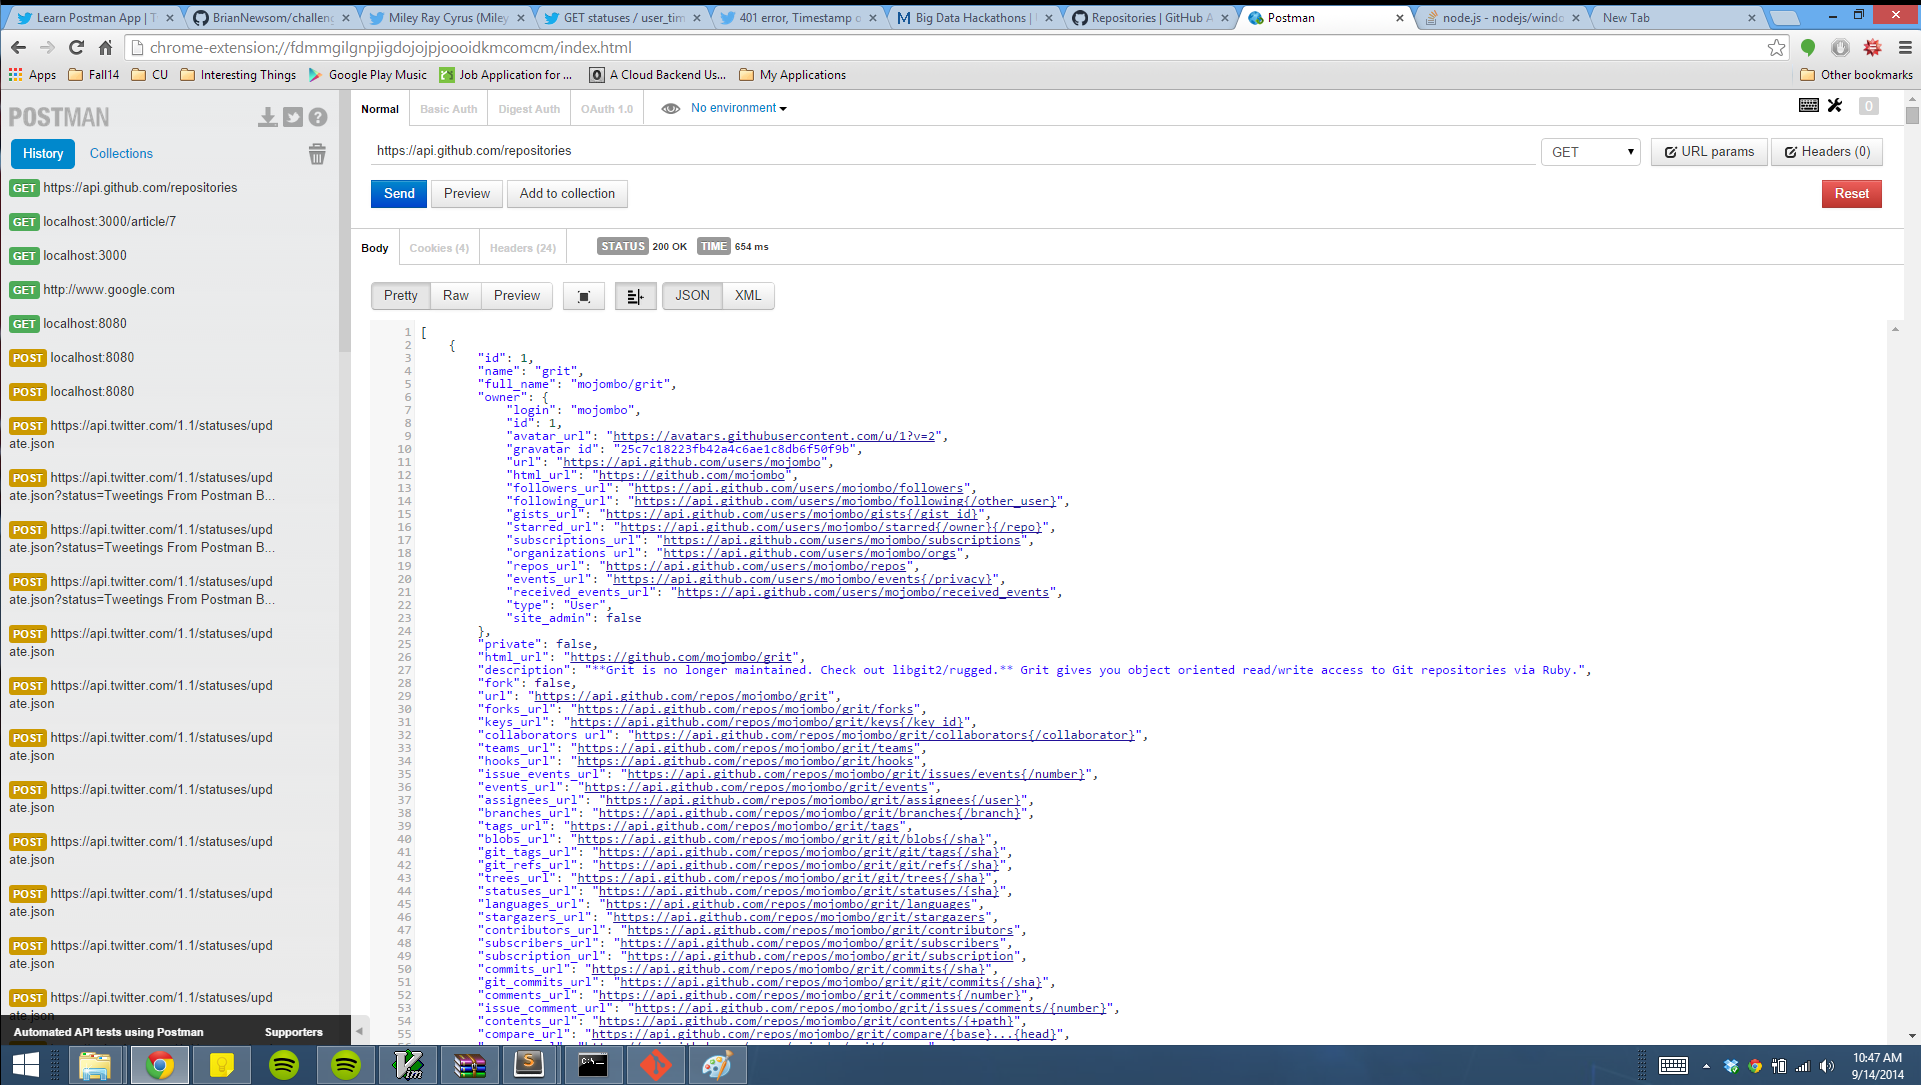 Learn Postman App | T
BrianNewsom/challeng
Miley Ray Cyrus (Miley
GET statuses / user_tim
401 error, Timestamp o
Big Data Hackathons |
Repositories | GitHub A
Postman
node.js - nodejs/windo
New Tab
chrome-extension://fdmmgilgnpjigdojojpjoooidkmcomcm/index.html
Apps Fall14 CU Interesting Things Google Play Music Job Application for ... A Cloud Backend Us... My Applications Other bookmarks
POSTMAN
Normal Basic Auth Digest Auth OAuth 1.0 No environment 0
History Collections
https://api.github.com/repositories GET URL params Headers (0)
Send Preview Add to collection Reset
Body Cookies (4) Headers (24) STATUS 200 OK TIME 654 ms
Pretty Raw Preview JSON XML
GET https://api.github.com/repositories
GET localhost:3000/article/7
GET localhost:3000
GET http://www.google.com
GET localhost:8080
POST localhost:8080
POST localhost:8080
POST https://api.twitter.com/1.1/statuses/upd
ate.json
POST https://api.twitter.com/1.1/statuses/upd
ate.json?status=Tweetings From Postman B...
POST https://api.twitter.com/1.1/statuses/upd
ate.json?status=Tweetings From Postman B...
POST https://api.twitter.com/1.1/statuses/upd
ate.json?status=Tweetings From Postman B...
POST https://api.twitter.com/1.1/statuses/upd
ate.json
POST https://api.twitter.com/1.1/statuses/upd
ate.json
POST https://api.twitter.com/1.1/statuses/upd
ate.json
POST https://api.twitter.com/1.1/statuses/upd
ate.json
POST https://api.twitter.com/1.1/statuses/upd
ate.json
POST https://api.twitter.com/1.1/statuses/upd
ate.json
POST https://api.twitter.com/1.1/statuses/upd
ate.json
POST https://api.twitter.com/1.1/statuses/upd
Automated API tests using Postman Supporters
1 [
2 {
3 "id": 1,
4 "name": "grit",
5 "full_name": "mojombo/grit",
6 "owner": {
7 "login": "mojombo",
8 "id": 1,
9 "avatar_url": "https://avatars.githubusercontent.com/u/1?v=2",
10 "gravatar_id": "25c7c18223fb42a4c6ae1c8db6f50f9b",
11 "url": "https://api.github.com/users/mojombo",
12 "html_url": "https://github.com/mojombo",
13 "followers_url": "https://api.github.com/users/mojombo/followers",
14 "following_url": "https://api.github.com/users/mojombo/following{/other_user}",
15 "gists_url": "https://api.github.com/users/mojombo/gists{/gist_id}",
16 "starred_url": "https://api.github.com/users/mojombo/starred{/owner}{/repo}",
17 "subscriptions_url": "https://api.github.com/users/mojombo/subscriptions",
18 "organizations_url": "https://api.github.com/users/mojombo/orgs",
19 "repos_url": "https://api.github.com/users/mojombo/repos",
20 "events_url": "https://api.github.com/users/mojombo/events{/privacy}",
21 "received_events_url": "https://api.github.com/users/mojombo/received_events",
22 "type": "User",
23 "site_admin": false
24 },
25 "private": false,
26 "html_url": "https://github.com/mojombo/grit",
27 "description": "**Grit is no longer maintained. Check out libgit2/rugged.** Grit gives you object oriented read/write access to Git repositories via Ruby.",
28 "fork": false,
29 "url": "https://api.github.com/repos/mojombo/grit",
30 "forks_url": "https://api.github.com/repos/mojombo/grit/forks",
31 "keys_url": "https://api.github.com/repos/mojombo/grit/keys{/key_id}",
32 "collaborators_url": "https://api.github.com/repos/mojombo/grit/collaborators{/collaborator}",
33 "teams_url": "https://api.github.com/repos/mojombo/grit/teams",
34 "hooks_url": "https://api.github.com/repos/mojombo/grit/hooks",
35 "issue_events_url": "https://api.github.com/repos/mojombo/grit/issues/events{/number}",
36 "events_url": "https://api.github.com/repos/mojombo/grit/events",
37 "assignees_url": "https://api.github.com/repos/mojombo/grit/assignees{/user}",
38 "branches_url": "https://api.github.com/repos/mojombo/grit/branches{/branch}",
39 "tags_url": "https://api.github.com/repos/mojombo/grit/tags",
40 "blobs_url": "https://api.github.com/repos/mojombo/grit/git/blobs{/sha}",
41 "git_tags_url": "https://api.github.com/repos/mojombo/grit/git/tags{/sha}",
42 "git_refs_url": "https://api.github.com/repos/mojombo/grit/git/refs{/sha}",
43 "trees_url": "https://api.github.com/repos/mojombo/grit/git/trees{/sha}",
44 "statuses_url": "https://api.github.com/repos/mojombo/grit/statuses/{sha}",
45 "languages_url": "https://api.github.com/repos/mojombo/grit/languages",
46 "stargazers_url": "https://api.github.com/repos/mojombo/grit/stargazers",
47 "contributors_url": "https://api.github.com/repos/mojombo/grit/contributors",
48 "subscribers_url": "https://api.github.com/repos/mojombo/grit/subscribers",
49 "subscription_url": "https://api.github.com/repos/mojombo/grit/subscription",
50 "commits_url": "https://api.github.com/repos/mojombo/grit/commits{/sha}",
51 "git_commits_url": "https://api.github.com/repos/mojombo/grit/git/commits{/sha}",
52 "comments_url": "https://api.github.com/repos/mojombo/grit/comments{/number}",
53 "issue_comment_url": "https://api.github.com/repos/mojombo/grit/issues/comments/{number}",
54 "contents_url": "https://api.github.com/repos/mojombo/grit/contents/{+path}",
55 "compare_url": "https://api.github.com/repos/mojombo/grit/compare/{base}...{head}",
10:47 AM
9/14/2014